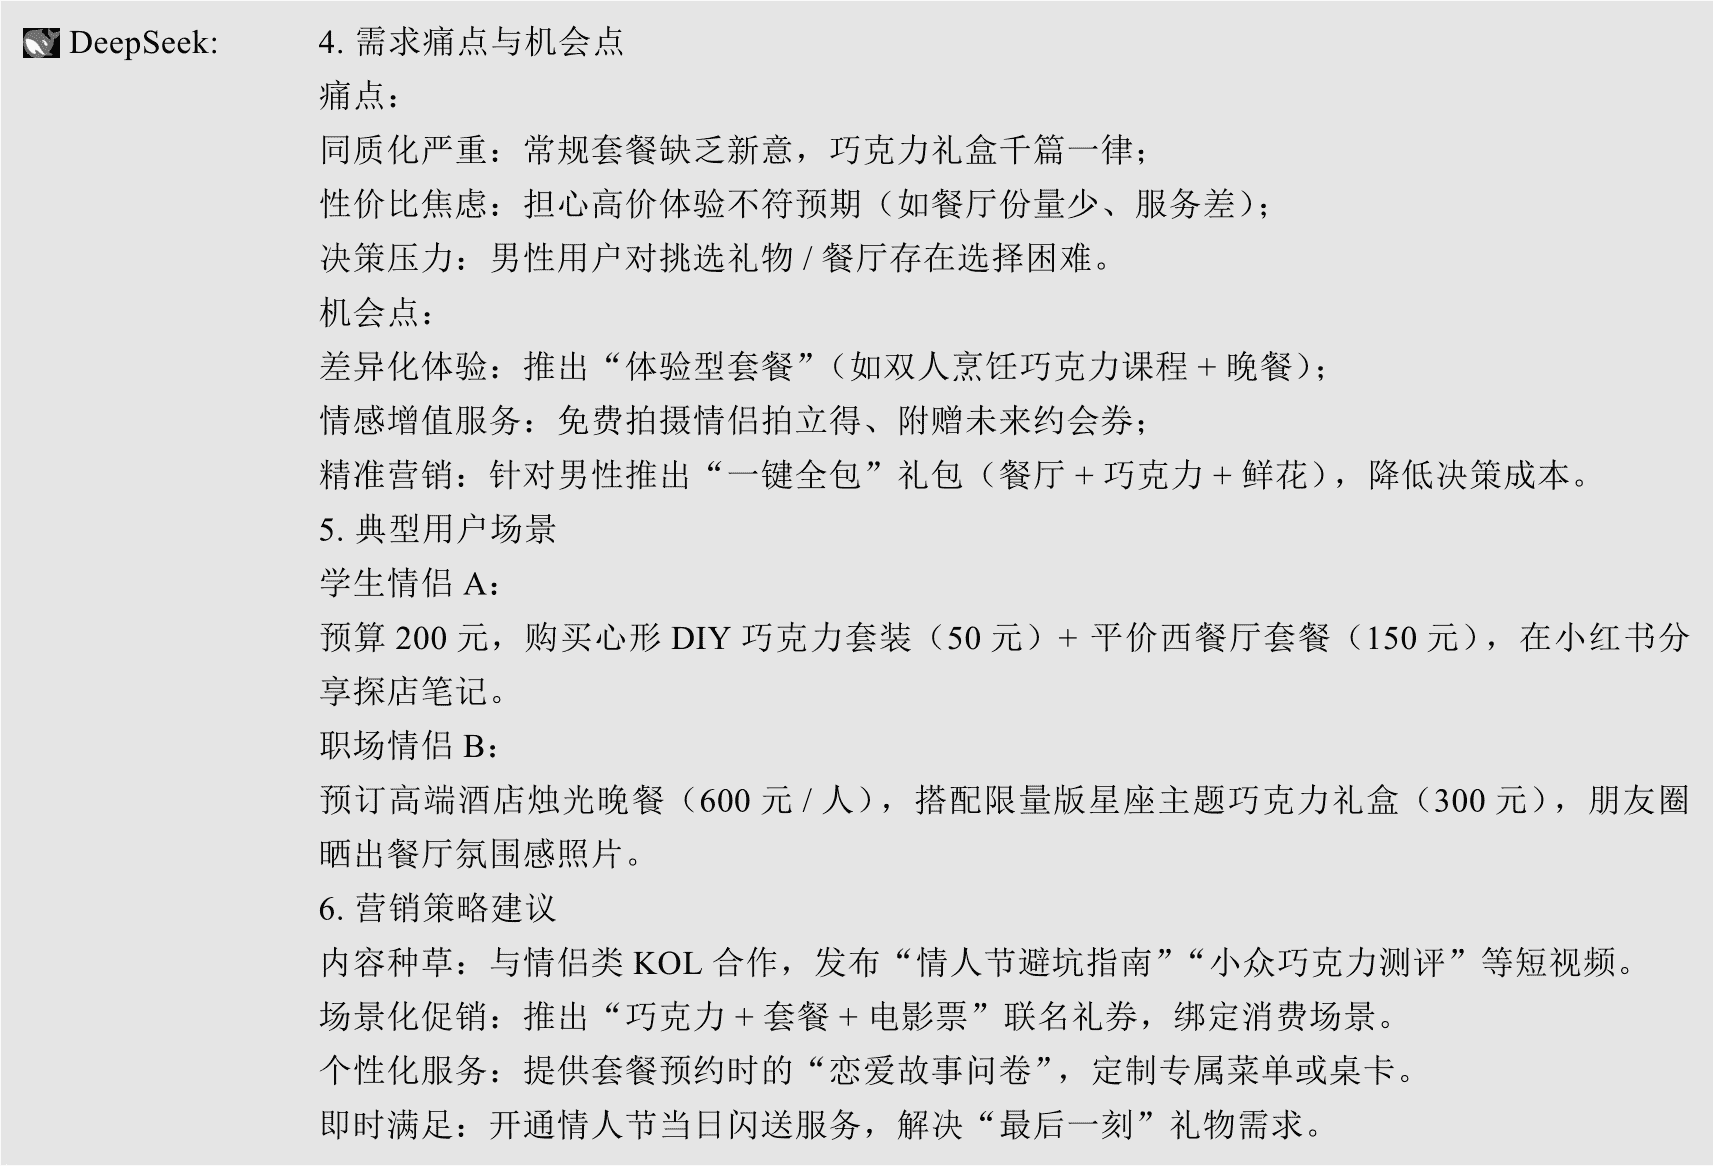 DeepSeek: 4. 需求痛点与机会点
痛点：
同质化严重：常规套餐缺乏新意，巧克力礼盒千篇一律；
性价比焦虑：担心高价体验不符预期（如餐厅份量少、服务差）；
决策压力：男性用户对挑选礼物 / 餐厅存在选择困难。
机会点：
差异化体验：推出“体验型套餐”（如双人烹饪巧克力课程 + 晚餐）；
情感增值服务：免费拍摄情侣拍立得、附赠未来约会券；
精准营销：针对男性推出“一键全包”礼包（餐厅 + 巧克力 + 鲜花），降低决策成本。
5. 典型用户场景
学生情侣 A：
预算 200 元，购买心形 DIY 巧克力套装（50 元）+ 平价西餐厅套餐（150 元），在小红书分
享探店笔记。
职场情侣 B：
预订高端酒店烛光晚餐（600 元 / 人），搭配限量版星座主题巧克力礼盒（300 元），朋友圈
晒出餐厅氛围感照片。
6. 营销策略建议
内容种草：与情侣类 KOL 合作，发布“情人节避坑指南”“小众巧克力测评”等短视频。
场景化促销：推出“巧克力 + 套餐 + 电影票”联名礼券，绑定消费场景。
个性化服务：提供套餐预约时的“恋爱故事问卷”，定制专属菜单或桌卡。
即时满足：开通情人节当日闪送服务，解决“最后一刻”礼物需求。